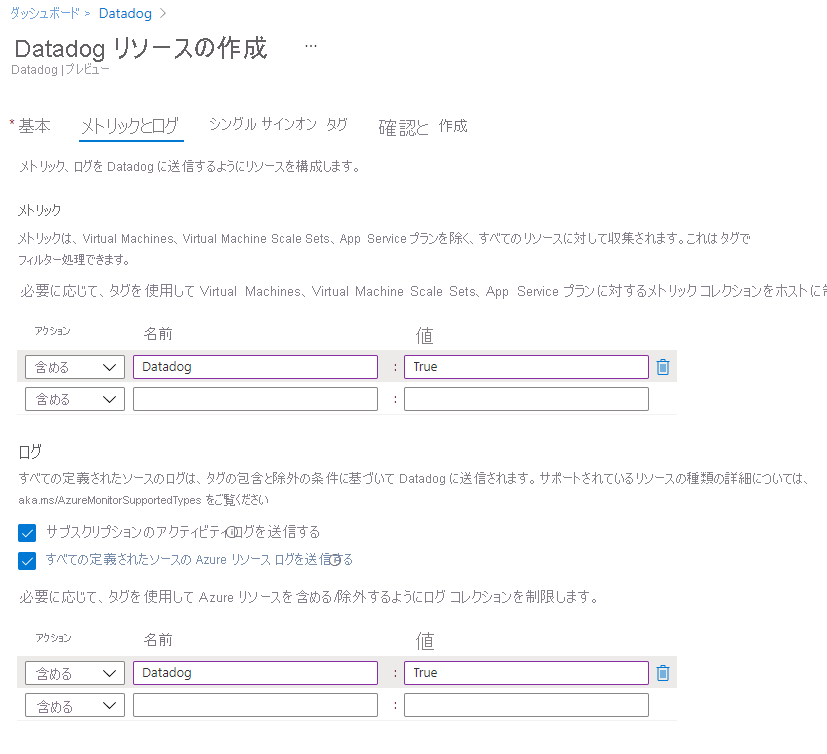 ダッシュボード > Datadog >
Datadog リソースの作成 ...
Datadog |プレビュー
* 基本 メトリックとログ シングル サインオン タグ 確認と 作成
メトリック、ログを Datadog に送信するようにリソースを構成します。
メトリック
メトリックは、Virtual Machines、Virtual Machine Scale Sets、App Service プランを除く、すべてのリソースに対して収集されます。これは タグで
フィルター処理できます。
必要に応じて、タグを使用して Virtual Machines、Virtual Machine Scale Sets、App Service プランに対するメトリック コレクションをホストに
アクション 名前 値
含める Datadog : True
含める :
ログ
すべての定義されたソースのログは、タグの包含と除外の条件に基づいて Datadog に送信されます。サポートされているリソースの種類の詳細については、
aka.ms/AzureMonitorSupportedTypes をご覧ください
サブスクリプションのアクティビティログを送信する
すべての定義されたソースの Azure リソース ログを送信する
必要に応じて、タグを使用して Azure リソースを含める/除外するようにログ コレクションを制限します。
アクション 名前 値
含める Datadog : True
含める :